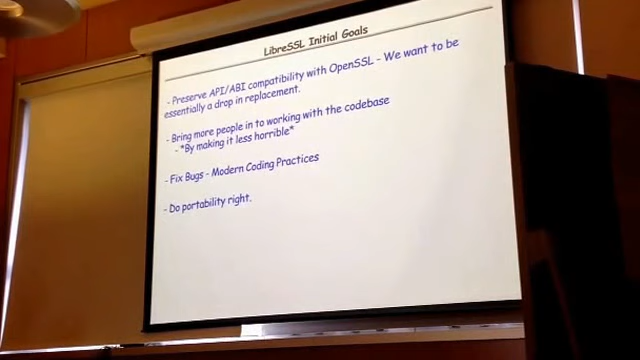 LibreSSL Initial Goals
- Preserve API/ABI compatibility with OpenSSL - We want to be
essentially a drop in replacement.
- Bring more people in to working with the codebase
- *By making it less horrible*
- Fix Bugs - Modern Coding Practices
- Do portability right.